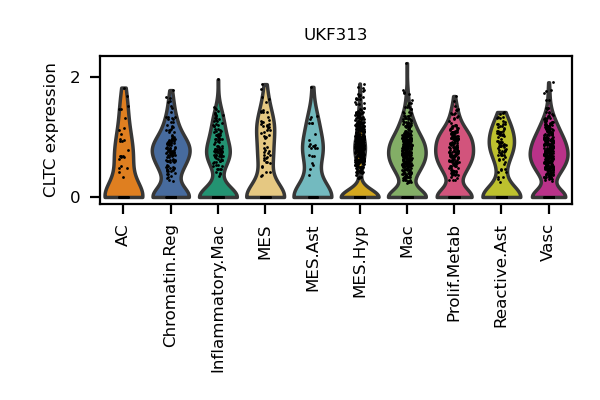 UKF313
CLTC expression
2
0
AC
Chromatin.Reg
Inflammatory.Mac
MES
MES.Ast
MES.Hyp
Mac
Prolif.Metab
Reactive.Ast
Vasc